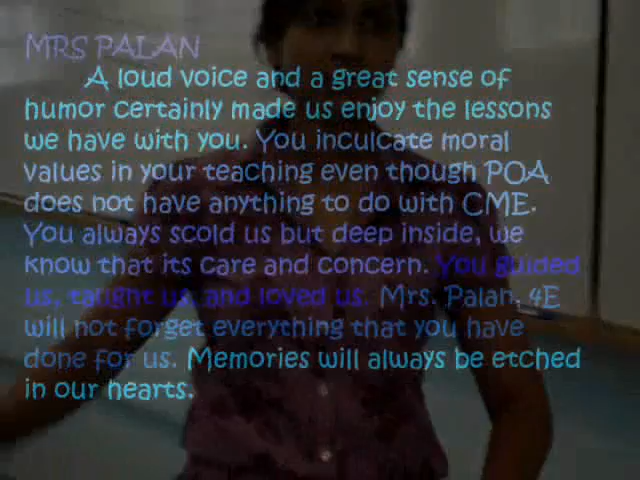 MRS PALAN
A loud voice and a great sense of
humor certainly made us enjoy the lessons
we have with you. You inculcate moral
values in your teaching even though POA
does not have anything to do with CME.
You always scold us but deep inside, we
know that its care and concern. You guided
us, taught us, and loved us. Mrs. Palan, 4E
will not forget everything that you have
done for us. Memories will always be etched
in our hearts.